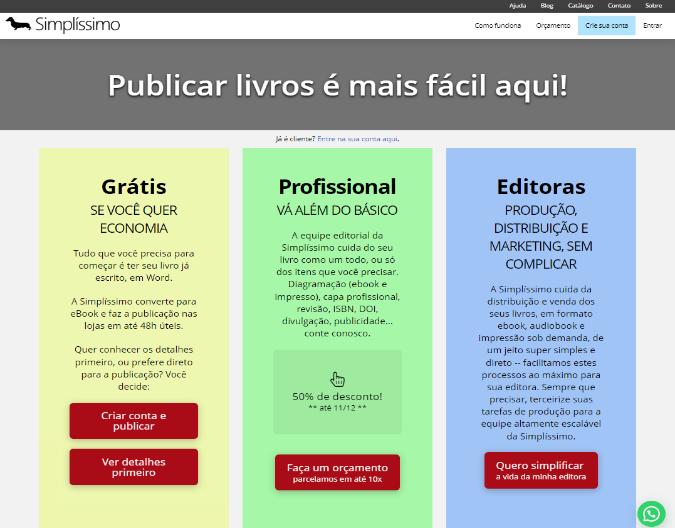 Ajuda Blog Catálogo Contato Sobre
Simplíssimo
Como funciona Orçamento Crie sua conta Entrar
Publicar livros é mais fácil aqui!
Já é cliente? Entre na sua conta aqui.
Grátis
SE VOCÊ QUER
ECONOMIA
Tudo que você precisa para
começar é ter seu livro já
escrito, em Word.
A Simplíssimo converte para
eBook e faz a publicação nas
lojas em até 48h úteis.
Quer conhecer os detalhes
primeiro, ou prefere direto
para a publicação? Você
decide:
Criar conta e
publicar
Ver detalhes
primeiro
Profissional
VÁ ALÉM DO BÁSICO
A equipe editorial da
Simplíssimo cuida do seu
livro como um todo, ou só
dos itens que você precisar.
Diagramação (ebook e
Impresso), capa profissional,
revisão, ISBN, DOI,
divulgação, publicidade...
conte conosco.
50% de desconto!
** até 11/12 **
Faça um orçamento
parcelamos em até 10x
Editoras
PRODUÇÃO,
DISTRIBUIÇÃO E
MARKETING, SEM
COMPLICAR
A Simplíssimo cuida da
distribuição e venda dos
seus livros, em formato
ebook, audiobook e
impressão sob demanda, de
um jeito super simples e
direto -- facilitamos estes
processos ao máximo para
sua editora. Sempre que
precisar, terceirize suas
tarefas de produção para a
equipe altamente escalável
da Simplíssimo.
Quero simplificar
a vida da minha editora